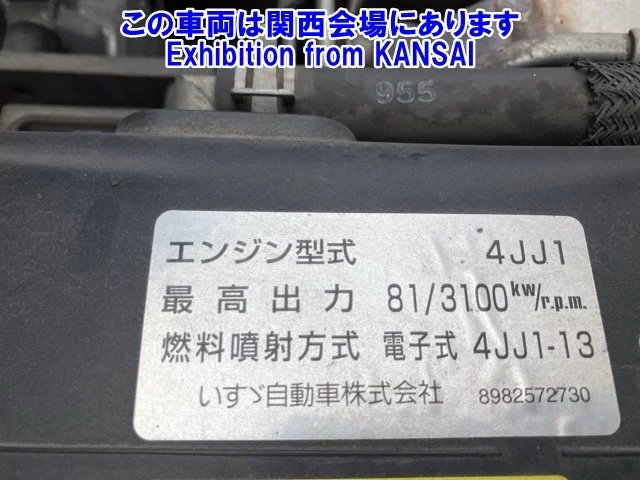 この車両は関西会場にあります
Exhibition from KANSAI
955
エンジン型式 4JJ1
最高出力 81/3100 kw/r.p.m.
燃料噴射方式 電子式 4JJ1-13
いすゞ自動車株式会社 8982572730